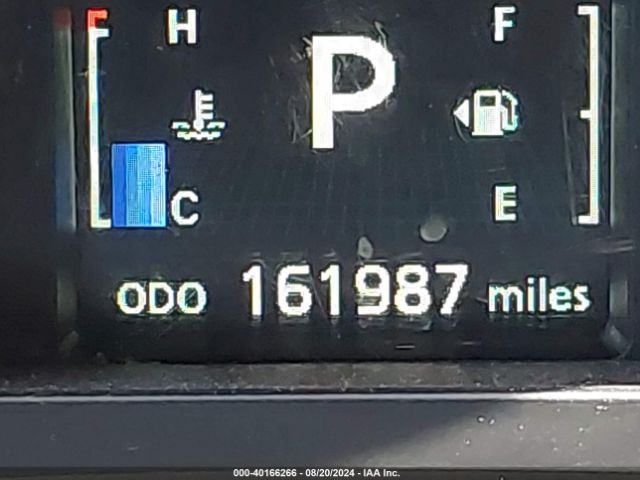 H P F
C E
ODO 161987 miles
000-40166266 - 08/20/2024 - IAA Inc.